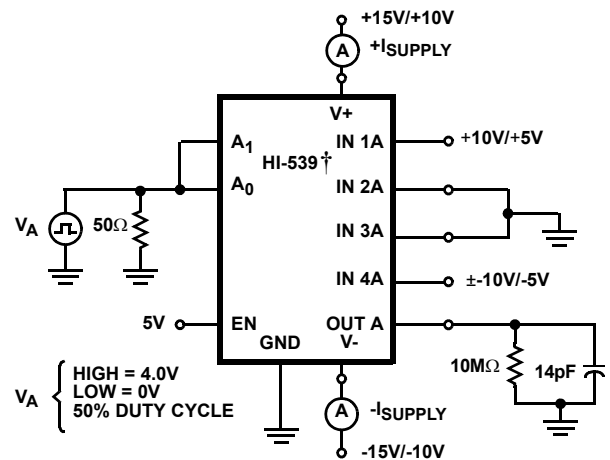 +15V/+10V
A +ISUPPLY
V+
A1
IN 1A +10V/+5V
HI-539†
A0
IN 2A
VA
50Ω
IN 3A
IN 4A ±-10V/-5V
5V EN
OUT A
GND
V-
10MΩ
14pF
VA
HIGH = 4.0V
LOW = 0V
50% DUTY CYCLE
A -ISUPPLY
-15V/-10V